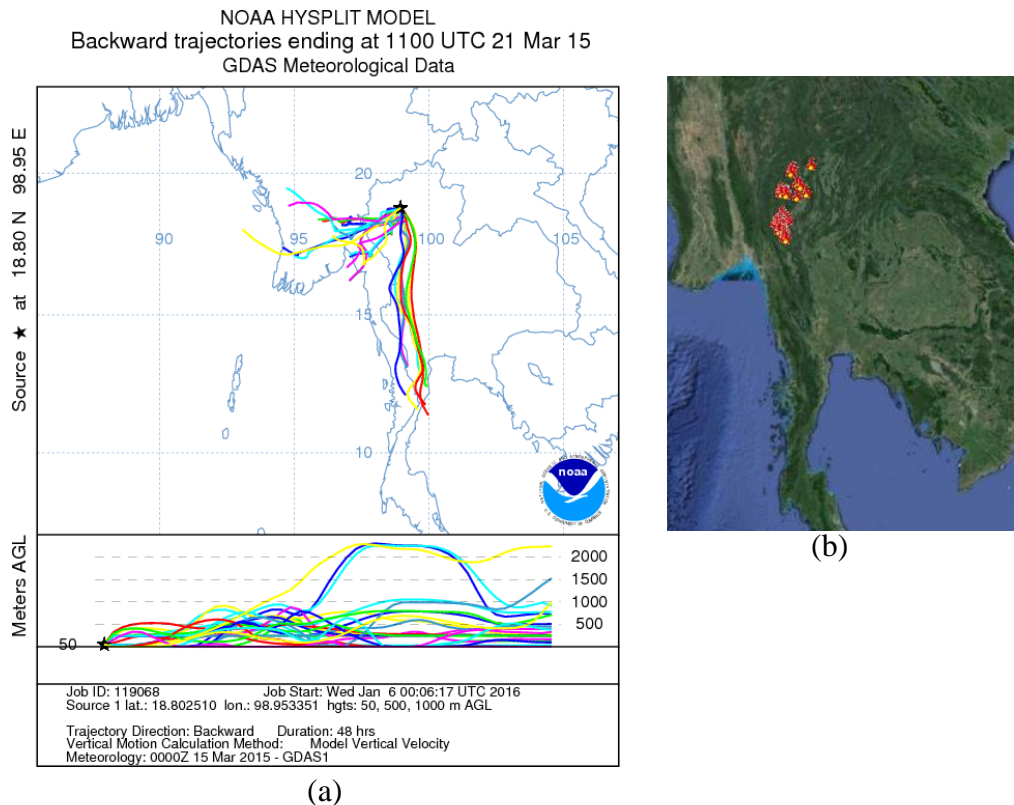 NOAA HYSPLIT MODEL
Backward trajectories ending at 1100 UTC 21 Mar 15
GDAS Meteorological Data
Source ★ at 18.80 N 98.95 E
20
90
95
100
105
15
10
noaa
Meters AGL
2000
1500
1000
500
50
Job ID: 119068 Job Start: Wed Jan 6 00:06:17 UTC 2016
Source 1 lat.: 18.802510 lon.: 98.953351 hgts: 50, 500, 1000 m AGL
Trajectory Direction: Backward Duration: 48 hrs
Vertical Motion Calculation Method: Model Vertical Velocity
Meteorology: 0000Z 15 Mar 2015 - GDAS1
(a)
(b)